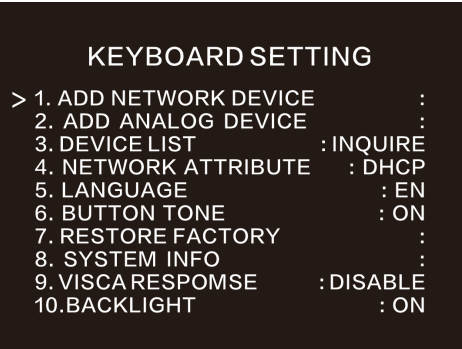 KEYBOARD SETTING
> 1. ADD NETWORK DEVICE :
2. ADD ANALOG DEVICE :
3. DEVICE LIST : INQUIRE
4. NETWORK ATTRIBUTE : DHCP
5. LANGUAGE : EN
6. BUTTON TONE : ON
7. RESTORE FACTORY :
8. SYSTEM INFO :
9. VISCA RESPOMSE : DISABLE
10.BACKLIGHT : ON